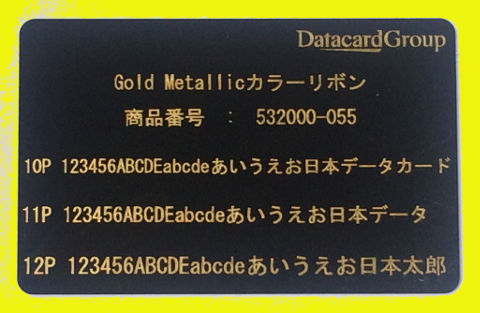 DatacardGroup
Gold Metallicカラーリボン
商品番号 : 532000-055
10P 123456ABCDEabcdeあいうえお日本データカード
11P 123456ABCDEabcdeあいうえお日本データ
12P 123456ABCDEabcdeあいうえお日本太郎